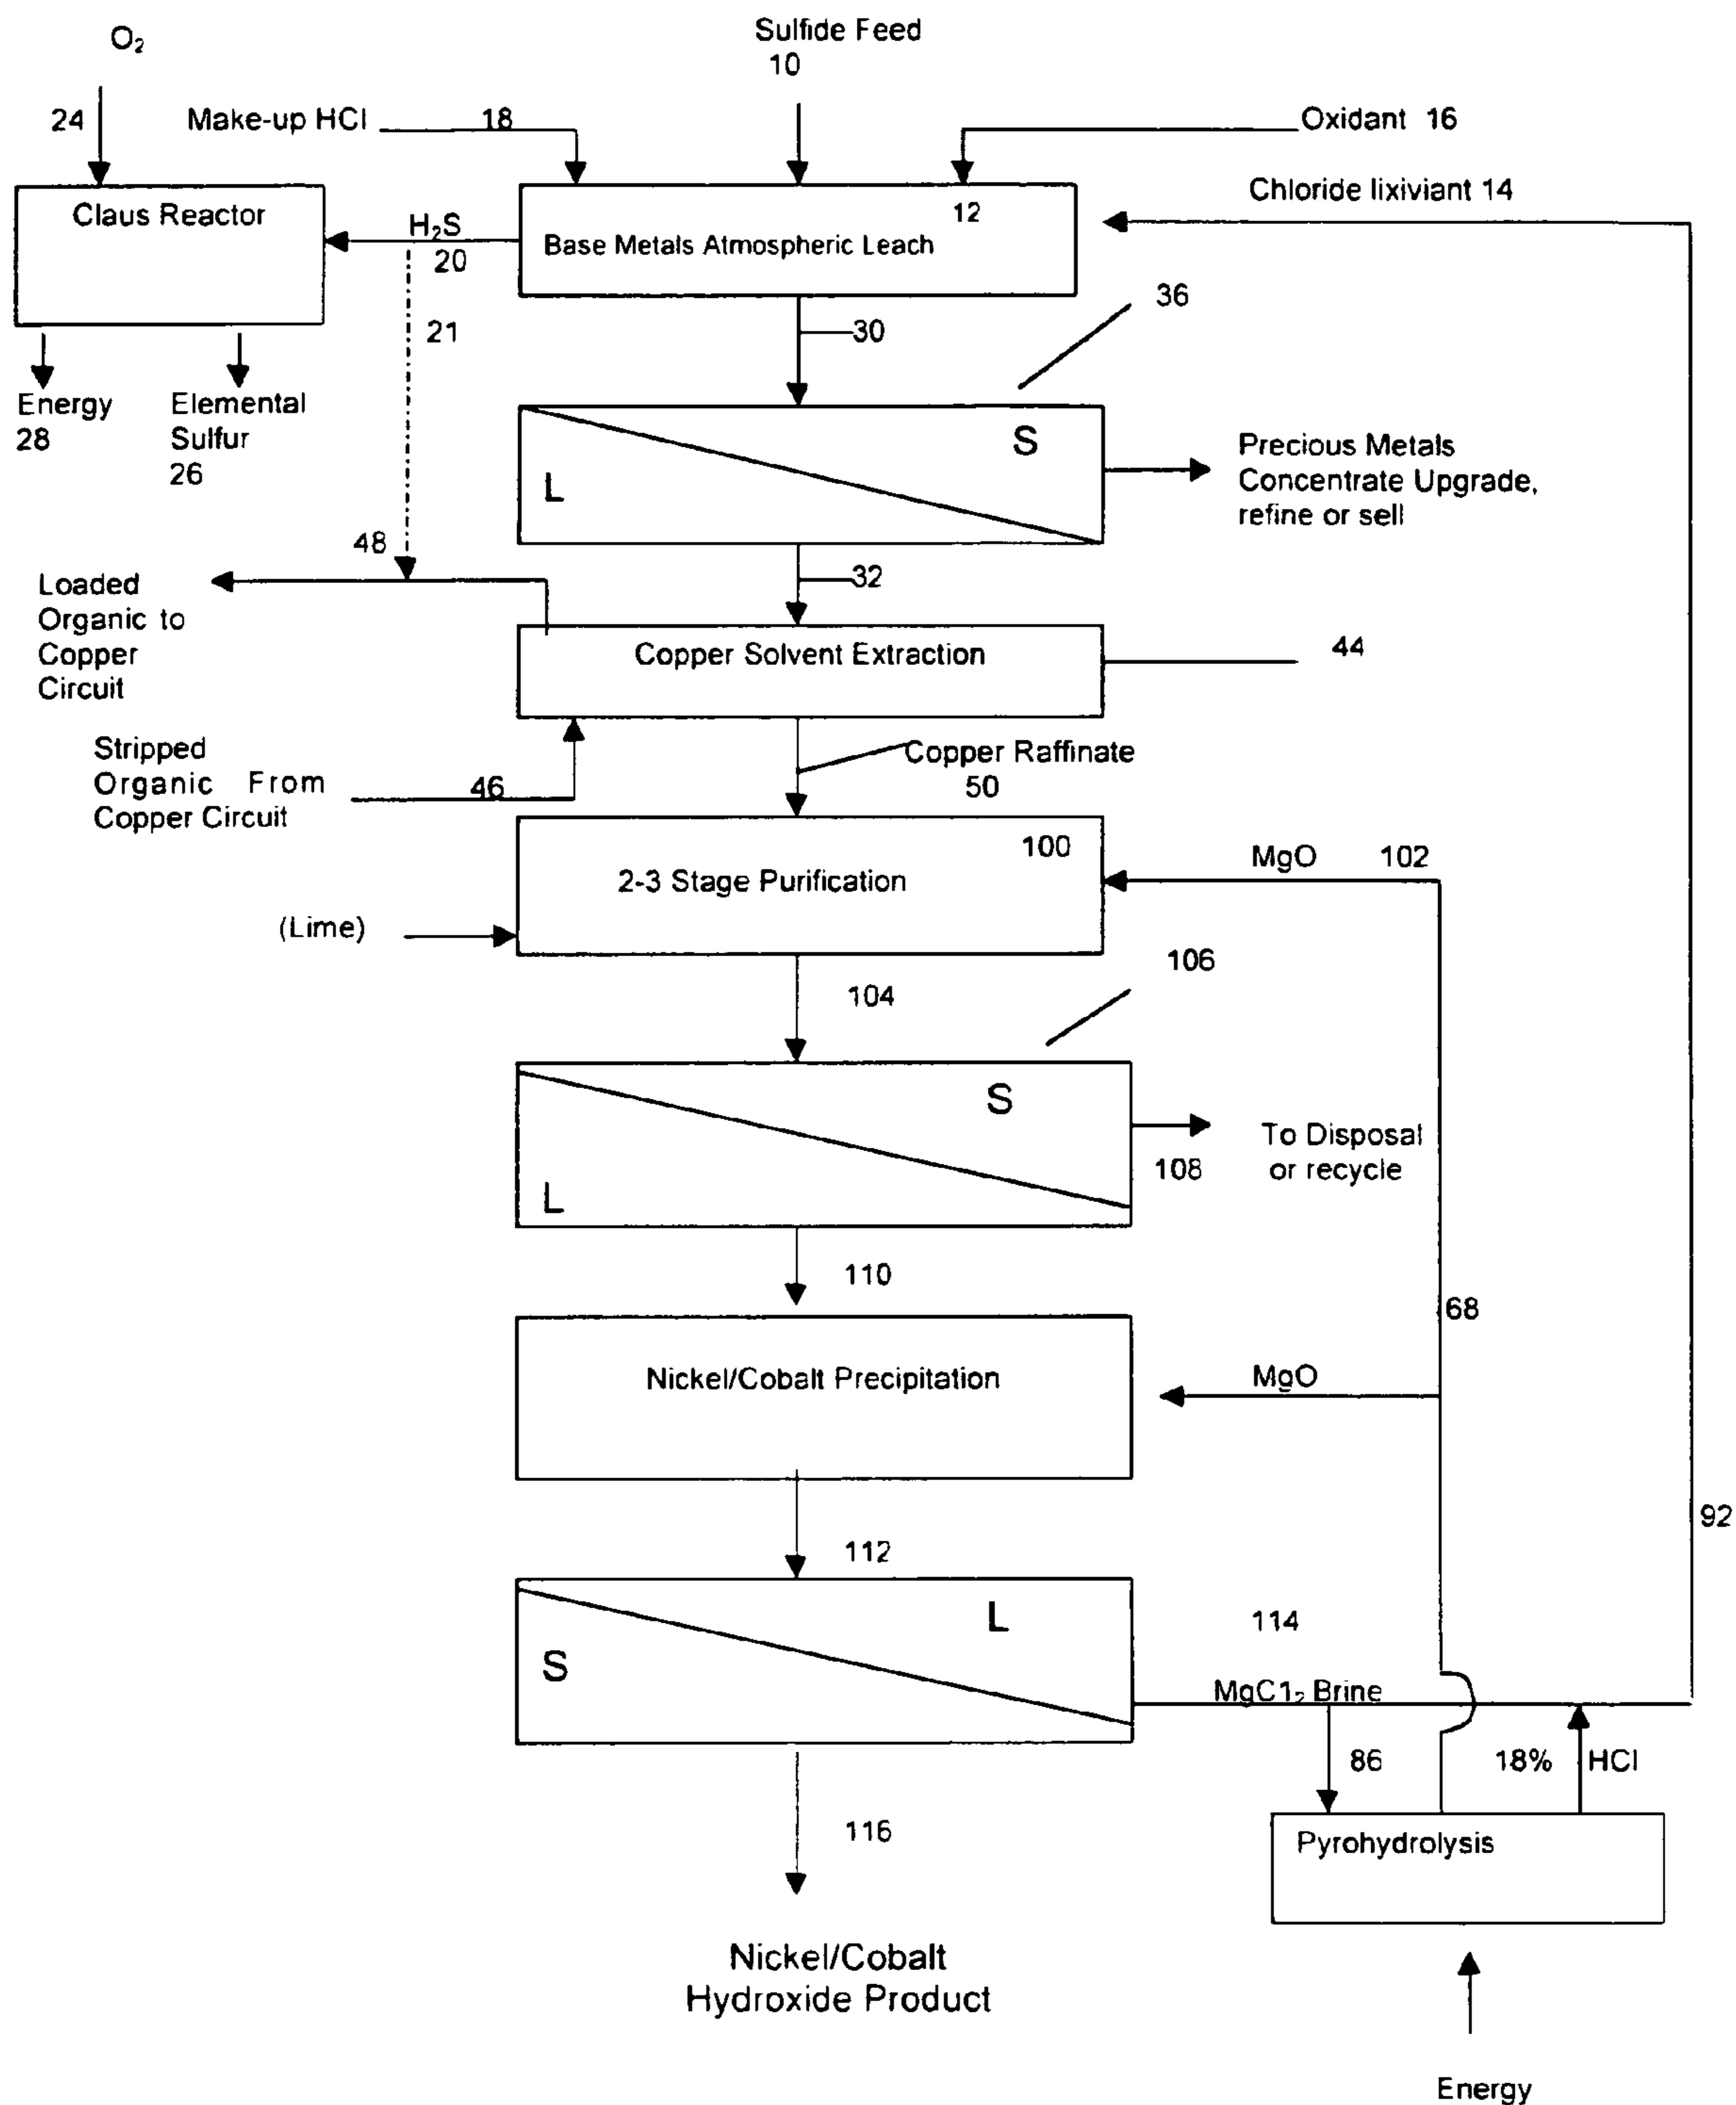 O₂
Sulfide Feed
10
24
Make-up HCl
18
Oxidant 16
Chloride lixiviant 14
Claus Reactor
H₂S
20
12
Base Metals Atmospheric Leach
36
21
30
Energy
28
Elemental
Sulfur
26
S
L
Precious Metals
Concentrate Upgrade,
refine or sell
48
32
Loaded
Organic to
Copper
Circuit
Copper Solvent Extraction
44
Stripped
Organic From
Copper Circuit
46
Copper Raffinate
50
100
2-3 Stage Purification
MgO 102
(Lime)
106
104
S
L
108
To Disposal
or recycle
110
68
Nickel/Cobalt Precipitation
MgO
92
112
L
S
114
MgC1₂ Brine
86
18% HCl
116
Pyrohydrolysis
Nickel/Cobalt
Hydroxide Product
Energy